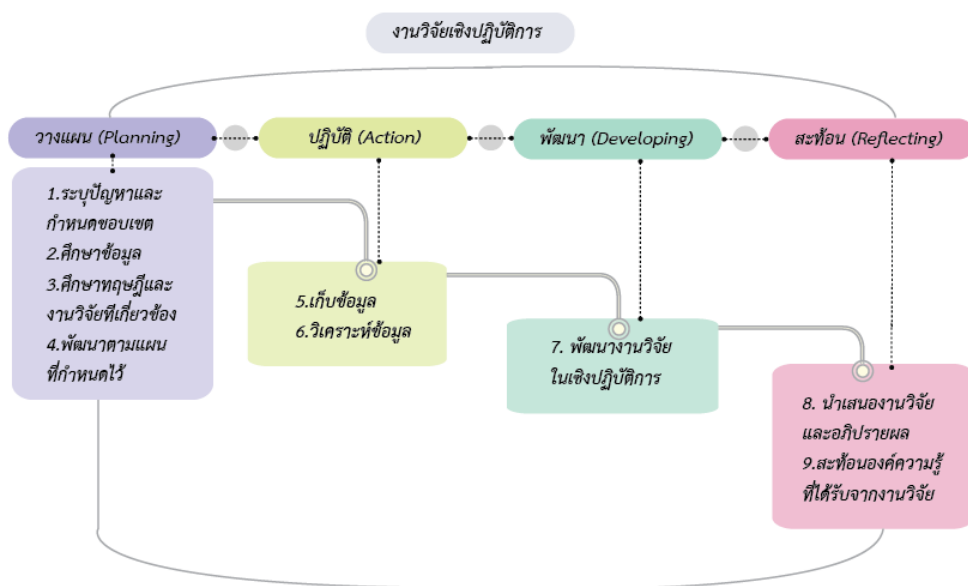 งานวิจัยเชิงปฏิบัติการ
วางแผน (Planning)
ปฏิบัติ (Action)
พัฒนา (Developing)
สะท้อน (Reflecting)
1.ระบุปัญหาและ
กำหนดขอบเขต
2.ศึกษาข้อมูล
3.ศึกษาทฤษฎีและ
งานวิจัยที่เกี่ยวข้อง
4.พัฒนาตามแผน
ที่กำหนดไว้
5.เก็บข้อมูล
6.วิเคราะห์ข้อมูล
7. พัฒนางานวิจัย
ในเชิงปฏิบัติการ
8. นำเสนองานวิจัย
และอภิปรายผล
9.สะท้อนองค์ความรู้
ที่ได้รับจากงานวิจัย